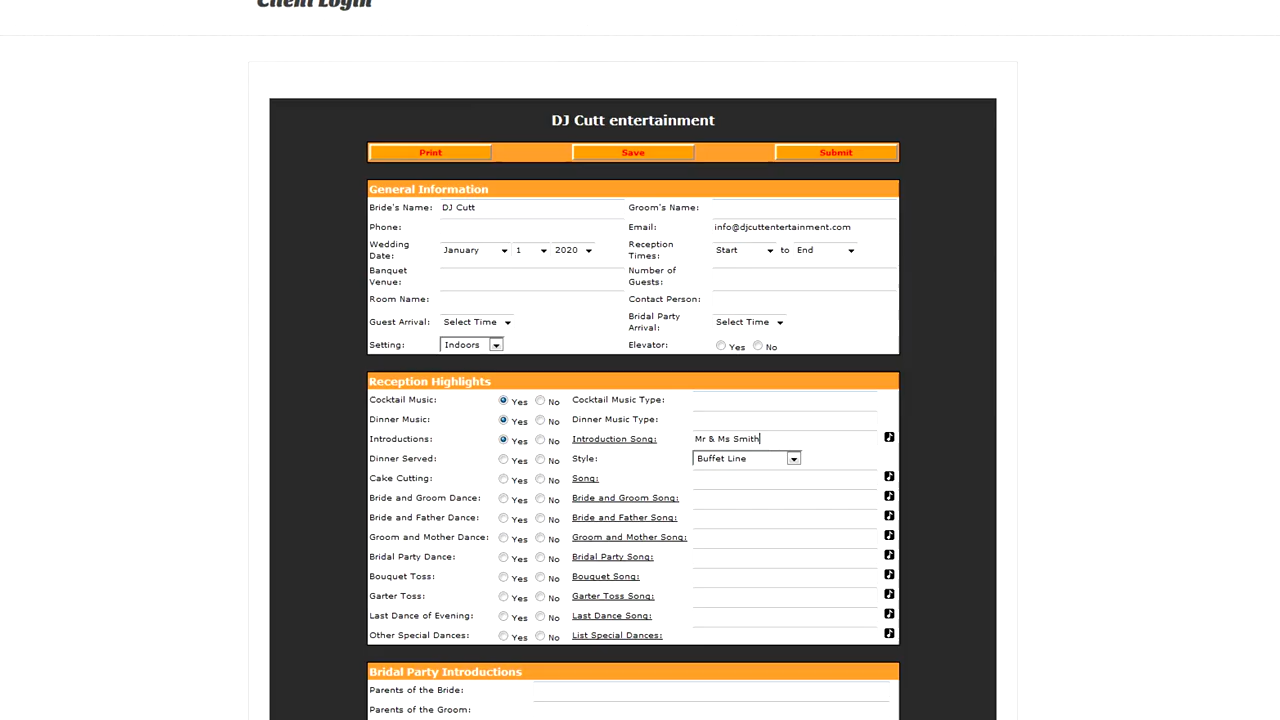 Client Login
DJ Cutt entertainment
Print Save Submit
General Information
Bride's Name: DJ Cutt Groom's Name:
Phone: Email: info@djcuttentertainment.com
Wedding Date: January 1 2020 Reception Times: Start to End
Banquet Venue: Number of Guests:
Room Name: Contact Person:
Guest Arrival: Select Time Bridal Party Arrival: Select Time
Setting: Indoors Elevator: Yes No
Reception Highlights
Cocktail Music: Yes No Cocktail Music Type:
Dinner Music: Yes No Dinner Music Type:
Introductions: Yes No Introduction Song: Mr & Ms Smith
Dinner Served: Yes No Style: Buffet Line
Cake Cutting: Yes No Song:
Bride and Groom Dance: Yes No Bride and Groom Song:
Bride and Father Dance: Yes No Bride and Father Song:
Groom and Mother Dance: Yes No Groom and Mother Song:
Bridal Party Dance: Yes No Bridal Party Song:
Bouquet Toss: Yes No Bouquet Song:
Garter Toss: Yes No Garter Toss Song:
Last Dance of Evening: Yes No Last Dance Song:
Other Special Dances: Yes No List Special Dances:
Bridal Party Introductions
Parents of the Bride:
Parents of the Groom: